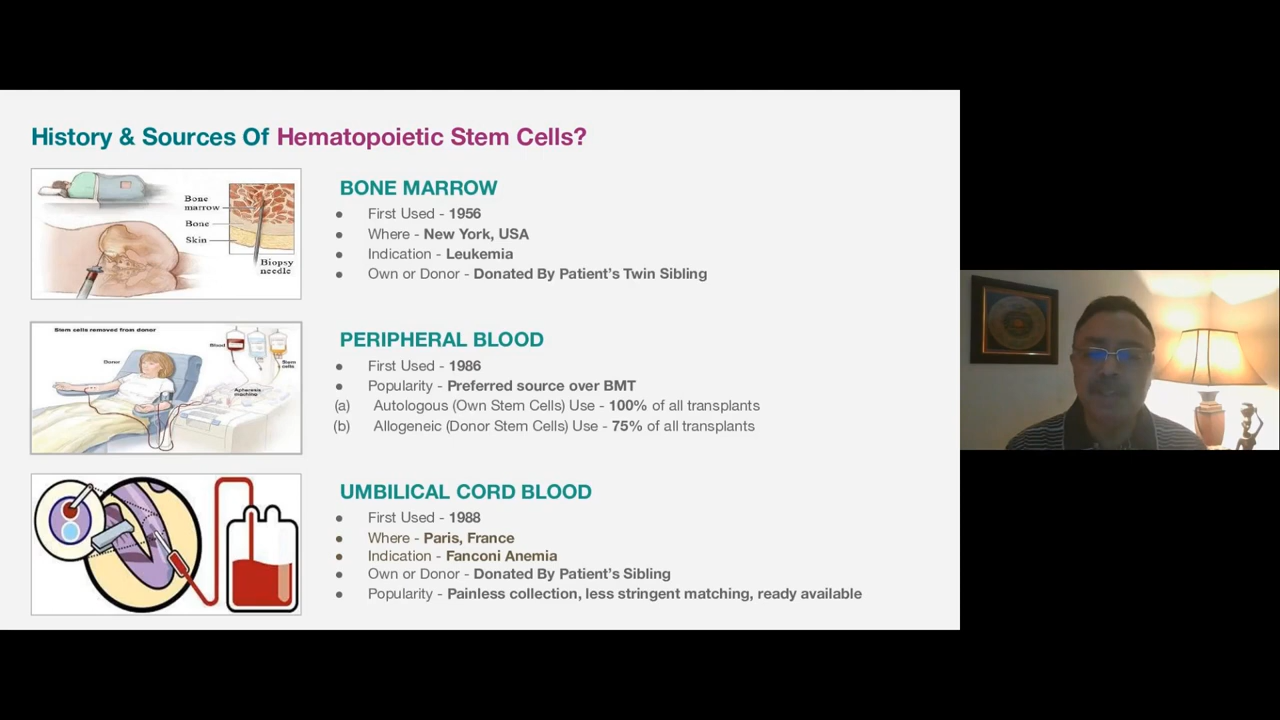 History & Sources Of Hematopoietic Stem Cells?
Bone
marrow
Bone
Skin
Biopsy
needle
BONE MARROW
● First Used - 1956
● Where - New York, USA
● Indication - Leukemia
● Own or Donor - Donated By Patient's Twin Sibling
Stem cells removed from donor
Blood
Stem
cells
Donor
Apheresis
machine
PERIPHERAL BLOOD
● First Used - 1986
● Popularity - Preferred source over BMT
(a) Autologous (Own Stem Cells) Use - 100% of all transplants
(b) Allogeneic (Donor Stem Cells) Use - 75% of all transplants
UMBILICAL CORD BLOOD
● First Used - 1988
● Where - Paris, France
● Indication - Fanconi Anemia
● Own or Donor - Donated By Patient's Sibling
● Popularity - Painless collection, less stringent matching, ready available